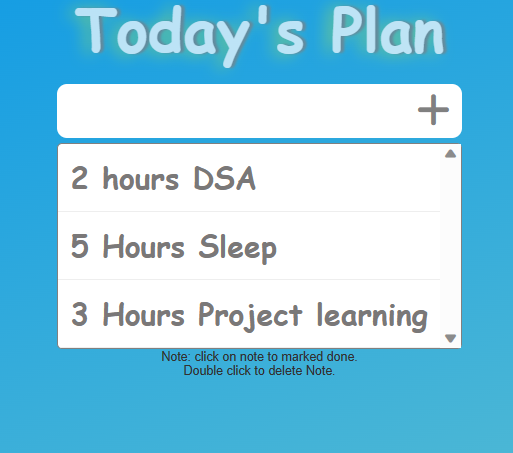 Today's Plan
2 hours DSA
5 Hours Sleep
3 Hours Project learning
Note: click on note to marked done.
Double click to delete Note.